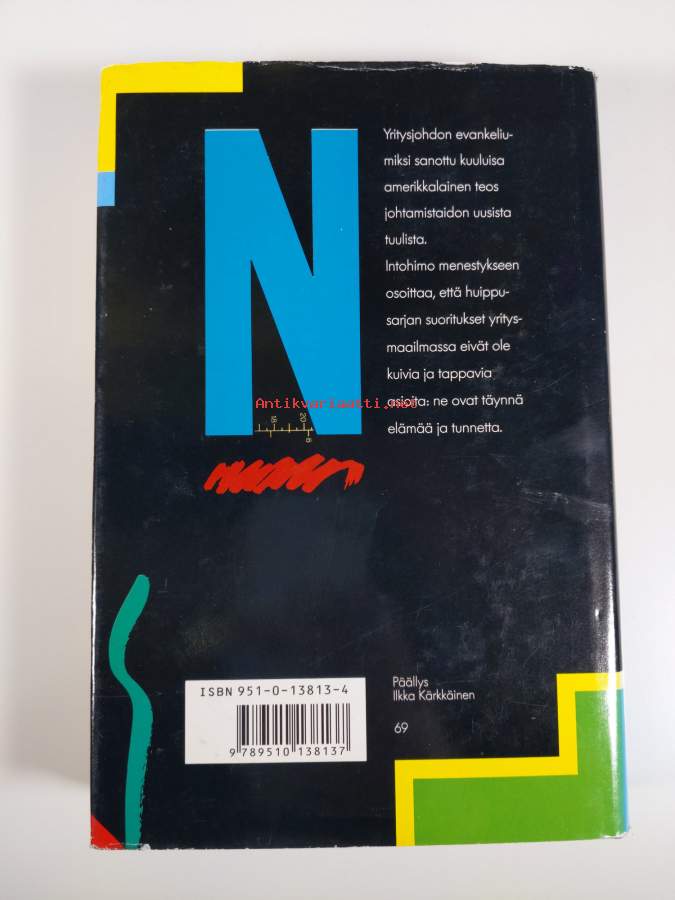 N
Yritysjohdon evankeliu-
miksi sanottu kuuluisa
amerikkalainen teos
johtamistaidon uusista
tuulista.
Intohimo menestykseen
osoittaa, että huippu-
sarjan suoritukset yritys-
maailmassa eivät ole
kuivia ja tappavia
asioita: ne ovat täynnä
elämää ja tunnetta.
Antikvariaatti.net
18 20
ISBN 951-0-13813-4
9 789510 138137
Päällys
Ilkka Kärkkäinen
69